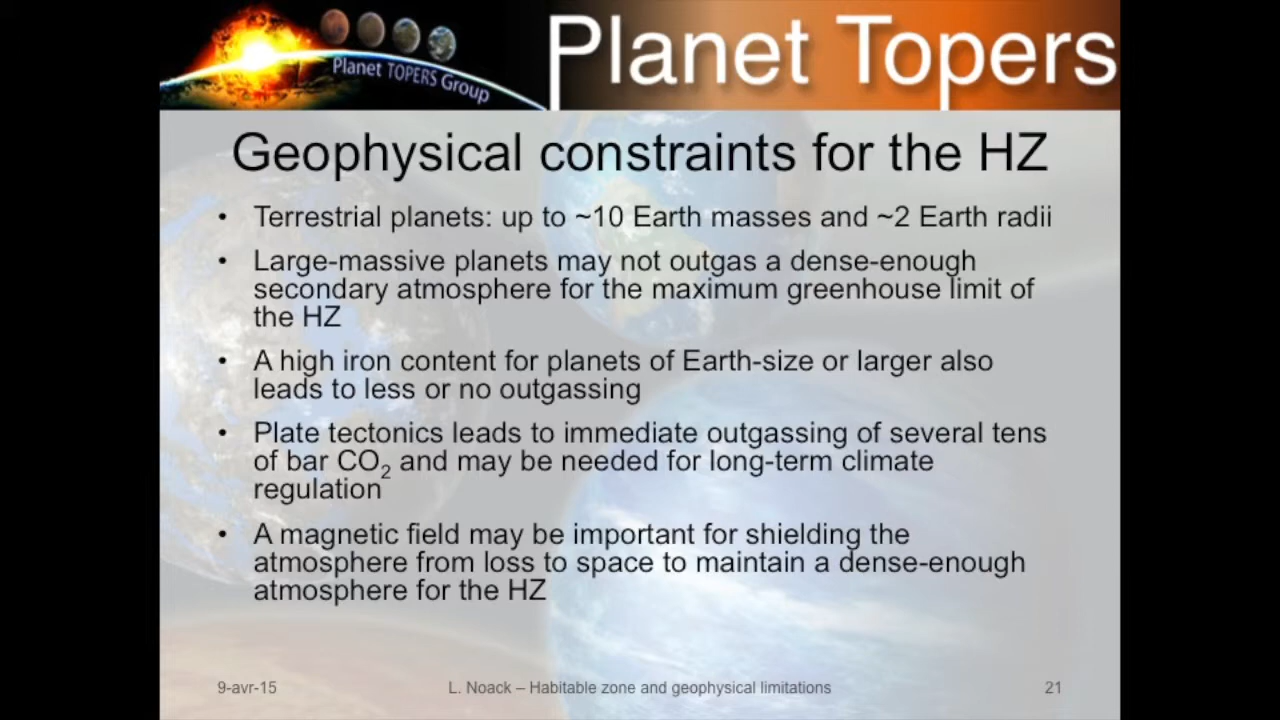 Planet TOPERS Group
Planet Topers
Geophysical constraints for the HZ
• Terrestrial planets: up to ~10 Earth masses and ~2 Earth radii
• Large-massive planets may not outgas a dense-enough
secondary atmosphere for the maximum greenhouse limit of
the HZ
• A high iron content for planets of Earth-size or larger also
leads to less or no outgassing
• Plate tectonics leads to immediate outgassing of several tens
of bar CO₂ and may be needed for long-term climate
regulation
• A magnetic field may be important for shielding the
atmosphere from loss to space to maintain a dense-enough
atmosphere for the HZ
9-avr-15 L. Noack – Habitable zone and geophysical limitations 21